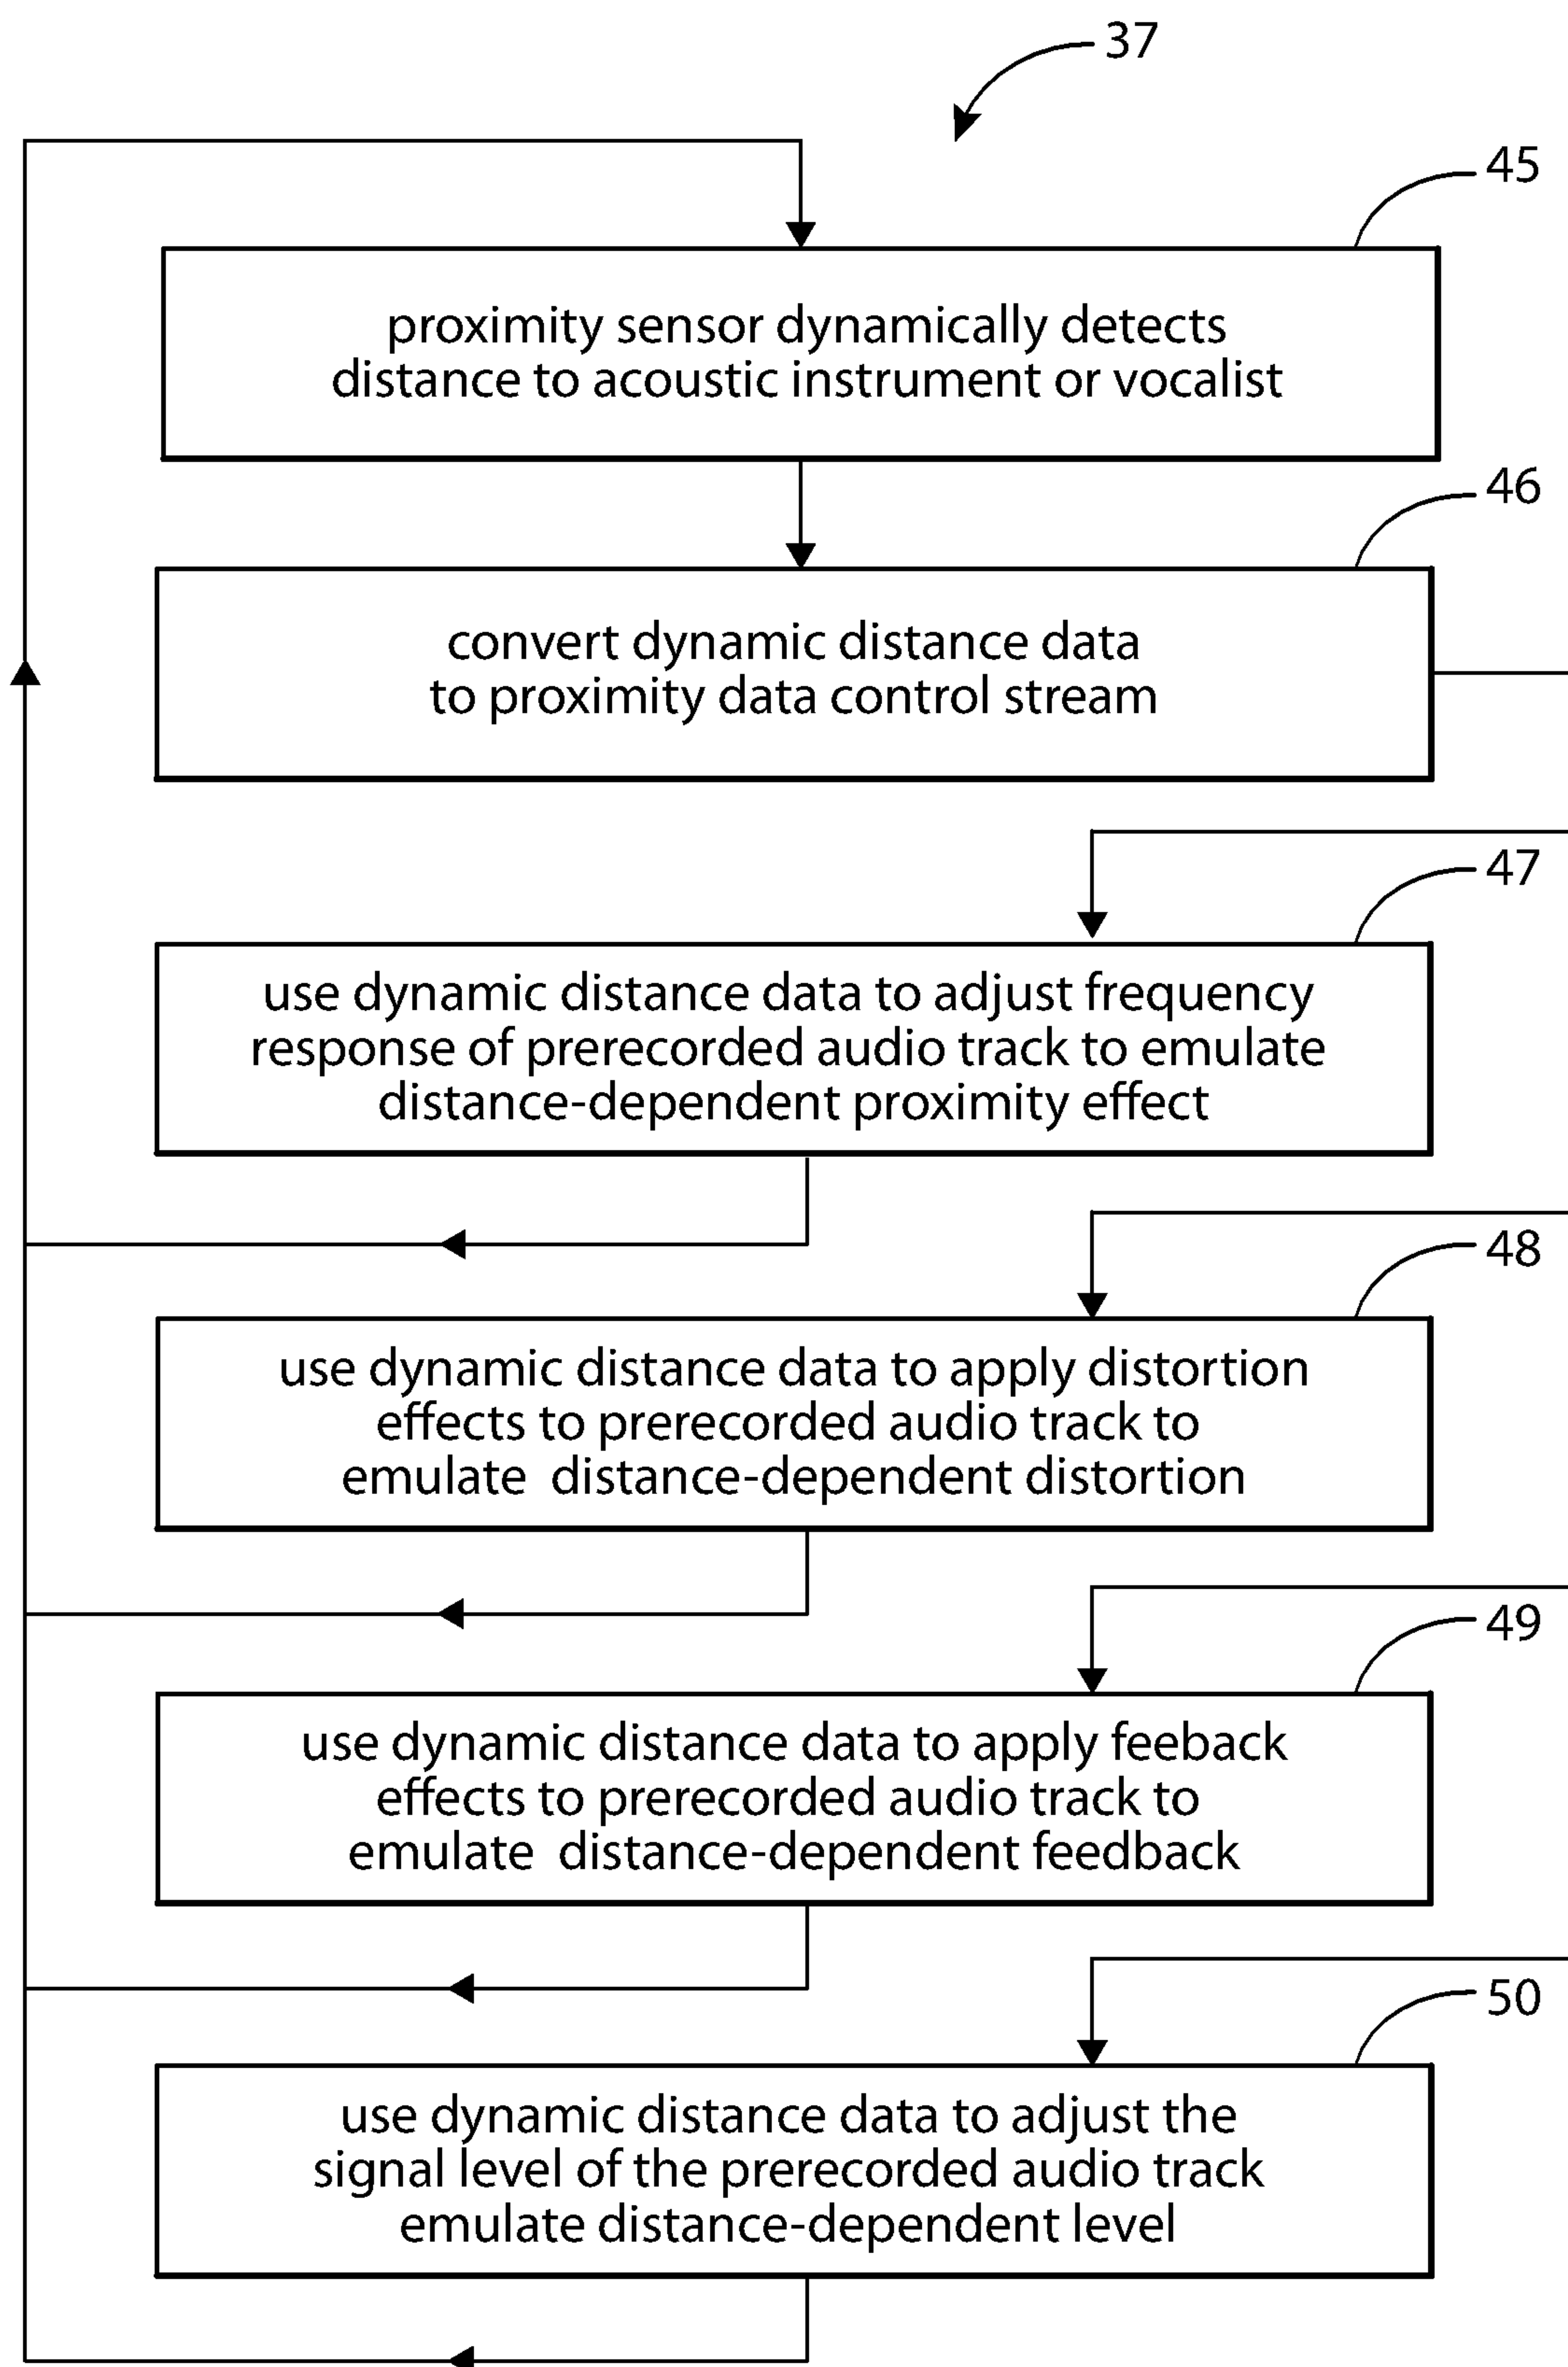 37
45
proximity sensor dynamically detects
distance to acoustic instrument or vocalist
46
convert dynamic distance data
to proximity data control stream
47
use dynamic distance data to adjust frequency
response of prerecorded audio track to emulate
distance-dependent proximity effect
48
use dynamic distance data to apply distortion
effects to prerecorded audio track to
emulate distance-dependent distortion
49
use dynamic distance data to apply feeback
effects to prerecorded audio track to
emulate distance-dependent feedback
50
use dynamic distance data to adjust the
signal level of the prerecorded audio track
emulate distance-dependent level